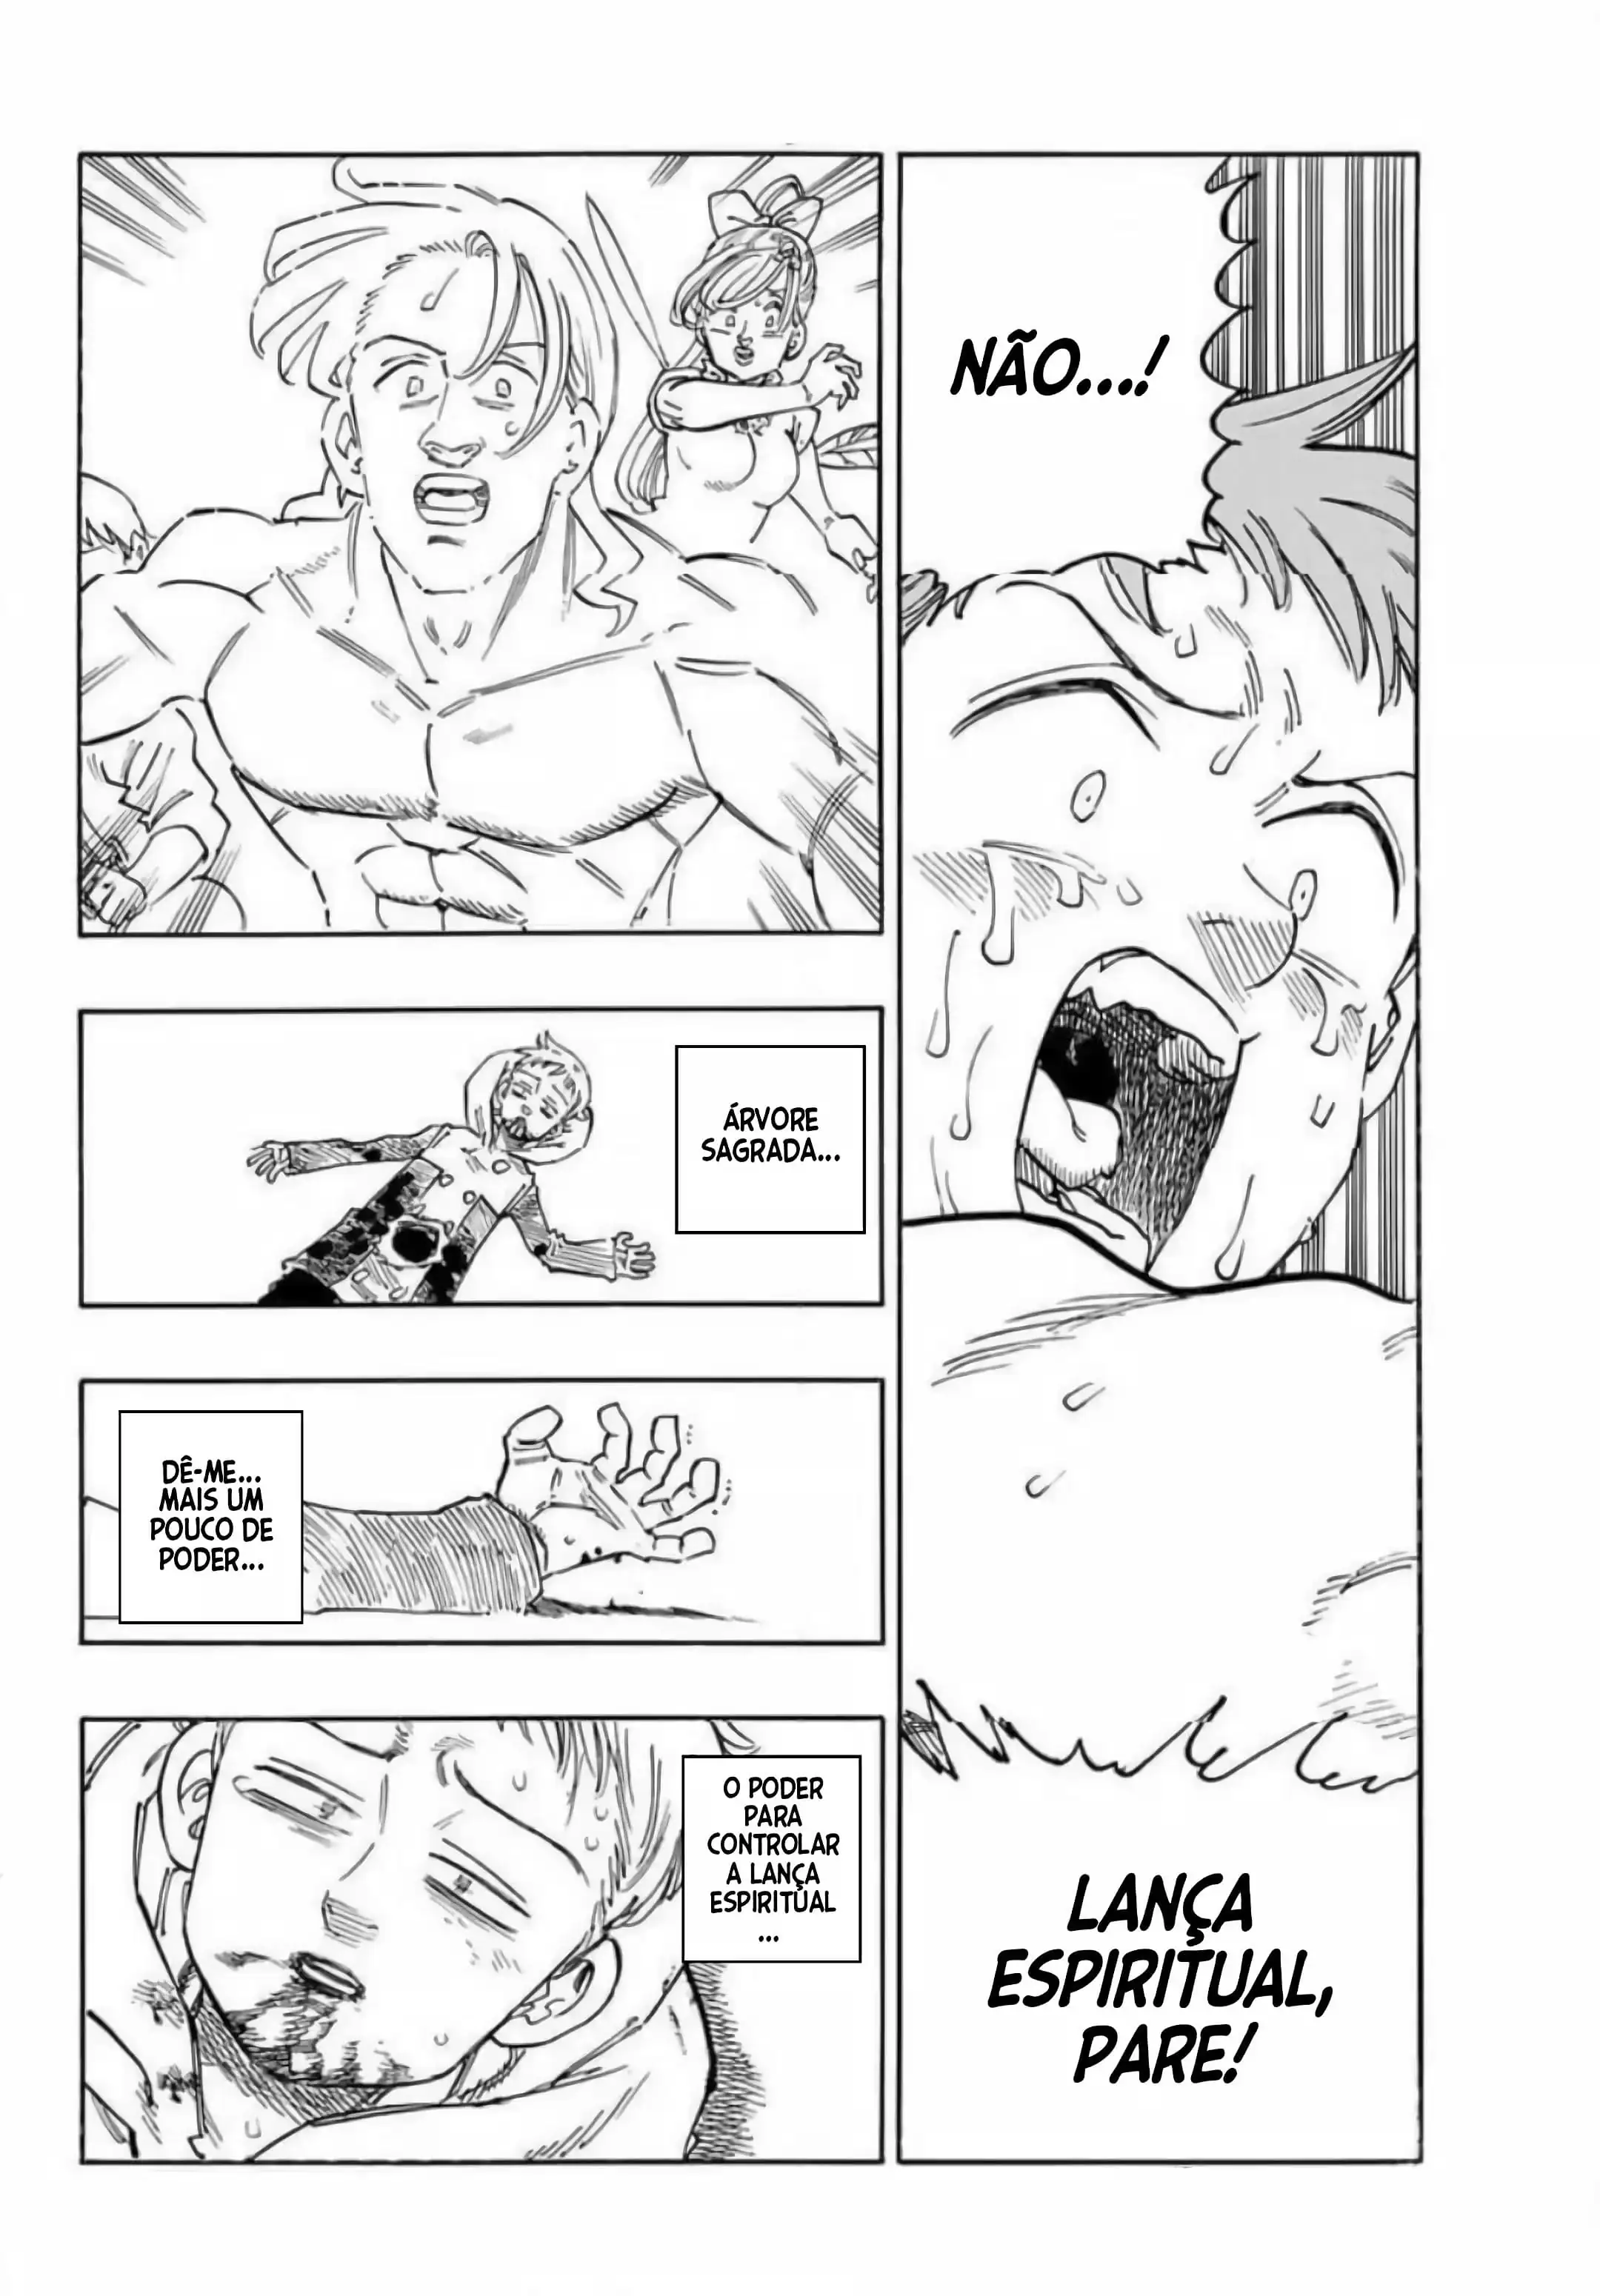 NÃO....!
LANÇA
ESPIRITUAL,
PARE!
ÁRVORE
SAGRADA...
DÊ-ME...
MAIS UM
POUCO DE
PODER...
O PODER
PARA
CONTROLAR
A LANÇA
ESPIRITUAL
...